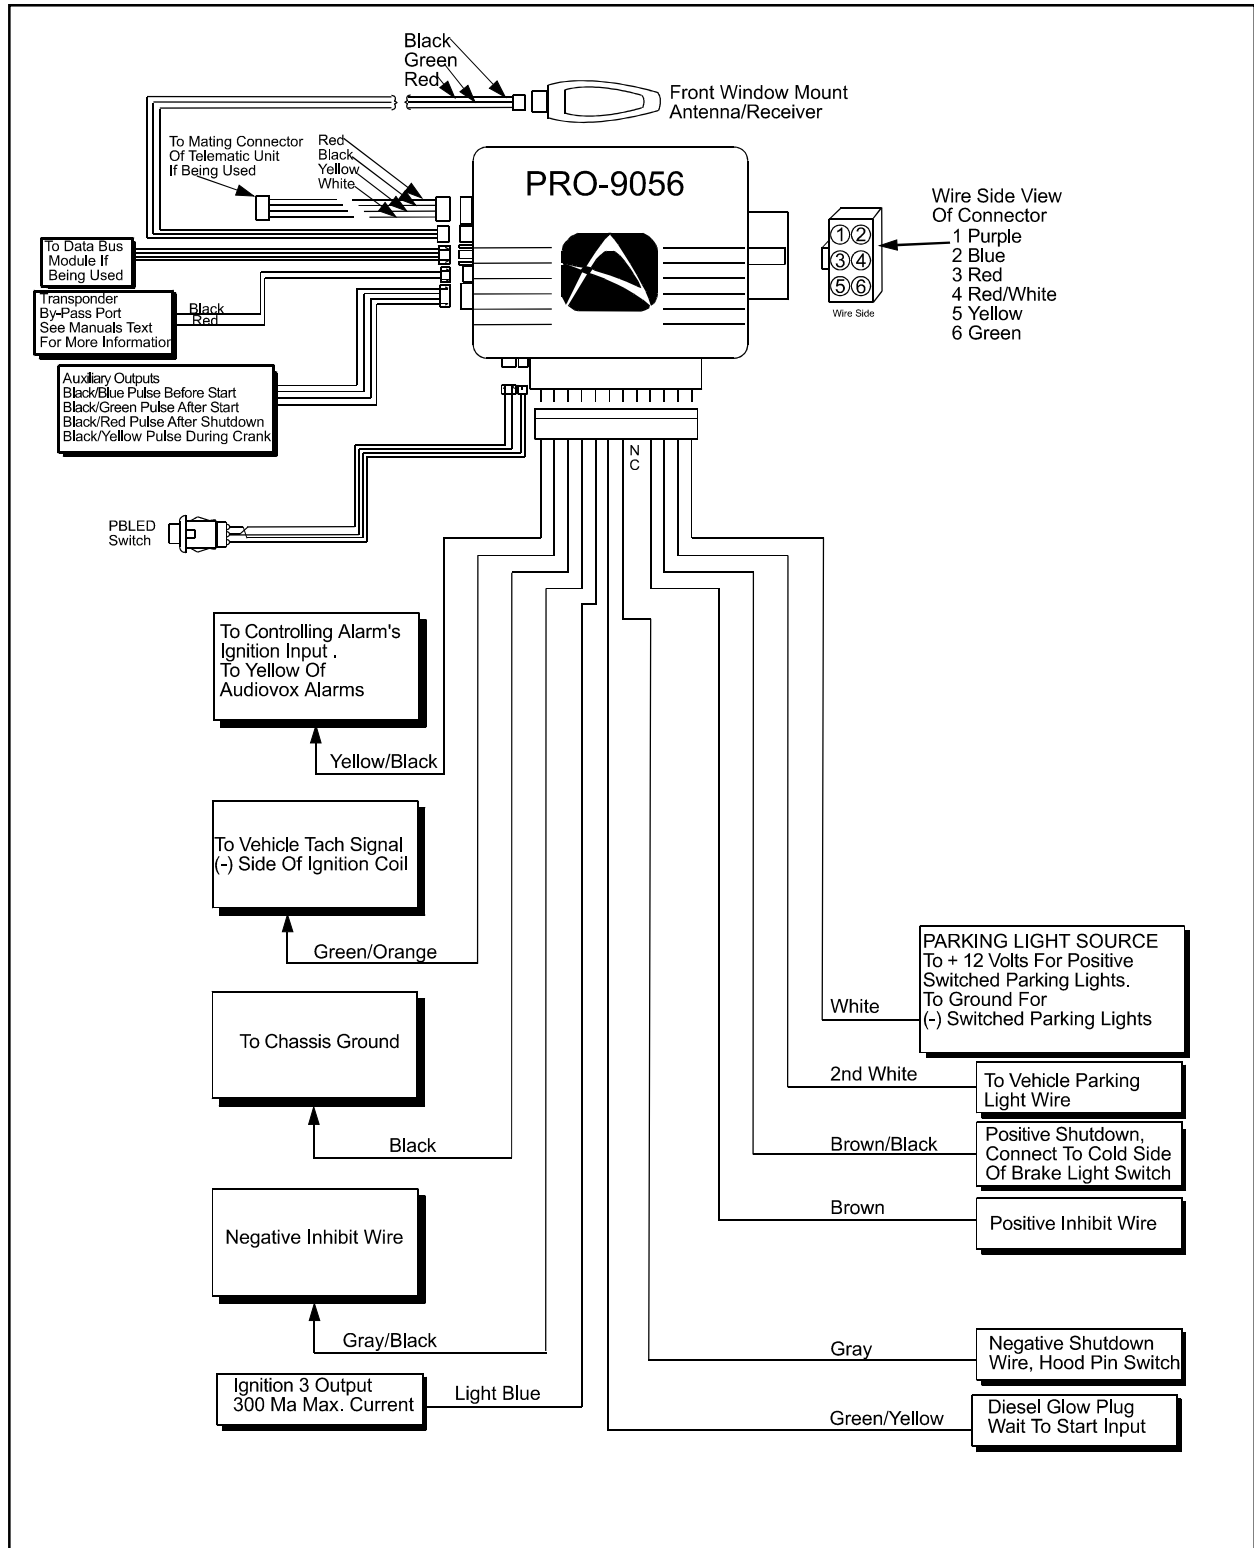 Black
Green
Red
Front Window Mount
Antenna/Receiver
To Mating Connector
Of Telematic Unit
If Being Used
Red
Black
Yellow
White
PRO-9056
Wire Side View
Of Connector
1 Purple
2 Blue
3 Red
4 Red/White
5 Yellow
6 Green
1 2
3 4
5 6
Wire Side
To Data Bus
Module If
Being Used
Transponder
By-Pass Port
See Manuals Text
For More Information
Black
Red
Auxiliary Outputs
Black/Blue Pulse Before Start
Black/Green Pulse After Start
Black/Red Pulse After Shutdown
Black/Yellow Pulse During Crank
N
C
PBLED
Switch
To Controlling Alarm's
Ignition Input .
To Yellow Of
Audiovox Alarms
Yellow/Black
To Vehicle Tach Signal
(-) Side Of Ignition Coil
Green/Orange
To Chassis Ground
Black
Negative Inhibit Wire
Gray/Black
Ignition 3 Output
300 Ma Max. Current
Light Blue
White
PARKING LIGHT SOURCE
To + 12 Volts For Positive
Switched Parking Lights.
To Ground For
(-) Switched Parking Lights
2nd White
To Vehicle Parking
Light Wire
Brown/Black
Positive Shutdown,
Connect To Cold Side
Of Brake Light Switch
Brown
Positive Inhibit Wire
Gray
Negative Shutdown
Wire, Hood Pin Switch
Green/Yellow
Diesel Glow Plug
Wait To Start Input